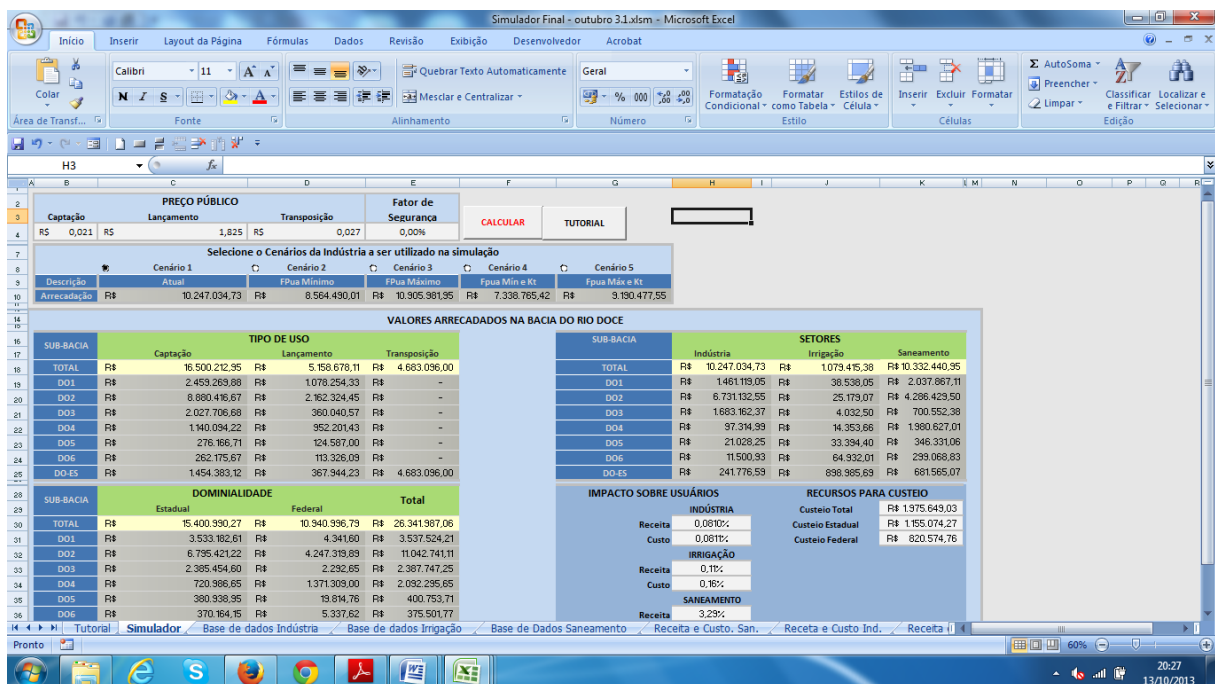 Simulador Final - outubro 3.1.xlsm - Microsoft Excel
Início Inserir Layout da Página Fórmulas Dados Revisão Exibição Desenvolvedor Acrobat
Colar
Calibri 11
N I S
Quebrar Texto Automaticamente
Mesclar e Centralizar
Geral
% 000
Formatação Condicional
Formatar como Tabela
Estilos de Célula
Inserir Excluir Formatar
Σ AutoSoma
Preencher
Limpar
Classificar e Filtrar
Localizar e Selecionar
Área de Transf... Fonte Alinhamento Número Estilo Células Edição
H3 fx
A B C D E F G H I J K L M N O P Q R
PREÇO PÚBLICO Fator de Segurança
Captação Lançamento Transposição
CALCULAR TUTORIAL
R$ 0,021 R$ 1,825 R$ 0,027 0,00%
Selecione o Cenários da Indústria a ser utilizado na simulação
Cenário 1 Cenário 2 Cenário 3 Cenário 4 Cenário 5
Descrição Atual FPua Mínimo FPua Máximo Fpua Min e Kt Fpua Máx e Kt
Arrecadação R$ 10.247.034,73 R$ 8.564.490,01 R$ 10.905.981,95 R$ 7.338.765,42 R$ 9.190.477,55
VALORES ARRECADADOS NA BACIA DO RIO DOCE
SUB-BACIA TIPO DE USO
Captação Lançamento Transposição
TOTAL R$ 16.500.212,95 R$ 5.158.678,11 R$ 4.683.096,00
DO1 R$ 2.459.269,88 R$ 1.078.254,33 R$ -
DO2 R$ 8.880.416,67 R$ 2.162.324,45 R$ -
DO3 R$ 2.027.706,68 R$ 360.040,57 R$ -
DO4 R$ 1.140.094,22 R$ 952.201,43 R$ -
DO5 R$ 276.166,71 R$ 124.587,00 R$ -
DO6 R$ 262.175,67 R$ 113.326,09 R$ -
DO-ES R$ 1.454.383,12 R$ 367.944,23 R$ 4.683.096,00
SUB-BACIA SETORES
Indústria Irrigação Saneamento
TOTAL R$ 10.247.034,73 R$ 1.079.415,38 R$ 10.332.440,95
DO1 R$ 1.461.119,05 R$ 38.538,05 R$ 2.037.867,11
DO2 R$ 6.731.132,55 R$ 25.179,07 R$ 4.286.429,50
DO3 R$ 1.683.162,37 R$ 4.032,50 R$ 700.552,38
DO4 R$ 97.314,99 R$ 14.353,66 R$ 1.980.627,01
DO5 R$ 21.028,25 R$ 33.394,40 R$ 346.331,06
DO6 R$ 11.500,93 R$ 64.932,01 R$ 299.068,83
DO-ES R$ 241.776,59 R$ 898.985,69 R$ 681.565,07
SUB-BACIA DOMINIALIDADE Total
Estadual Federal
TOTAL R$ 15.400.990,27 R$ 10.940.996,79 R$ 26.341.987,06
DO1 R$ 3.533.182,61 R$ 4.341,60 R$ 3.537.524,21
DO2 R$ 6.795.421,22 R$ 4.247.319,89 R$ 11.042.741,11
DO3 R$ 2.385.454,60 R$ 2.292,65 R$ 2.387.747,25
DO4 R$ 720.986,65 R$ 1.371.309,00 R$ 2.092.295,65
DO5 R$ 380.938,95 R$ 19.814,76 R$ 400.753,71
DO6 R$ 370.164,15 R$ 5.337,62 R$ 375.501,77
IMPACTO SOBRE USUÁRIOS
INDÚSTRIA
Receita 0,0810%
Custo 0,0811%
IRRIGAÇÃO
Receita 0,11%
Custo 0,16%
SANEAMENTO
Receita 3,29%
RECURSOS PARA CUSTEIO
Custeio Total R$ 1.975.649,03
Custeio Estadual R$ 1.155.074,27
Custeio Federal R$ 820.574,76
Tutorial Simulador Base de dados Indústria Base de dados Irrigação Base de Dados Saneamento Receita e Custo. San. Receta e Custo Ind. Receita
Pronto 60%
20:27
13/10/2013